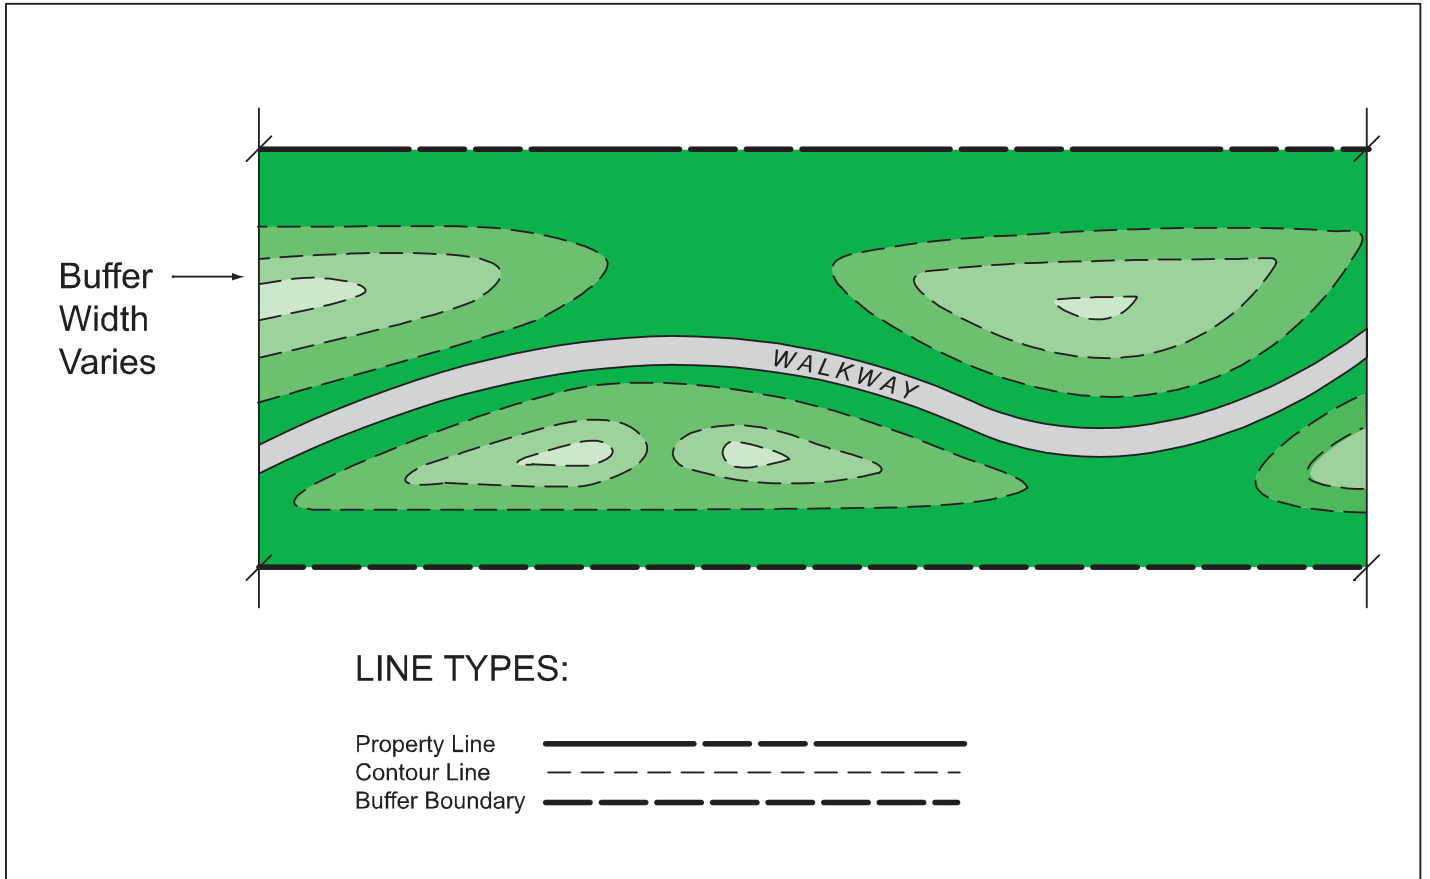 Buffer
Width
Varies
WALKWAY
LINE TYPES:
Property Line
Contour Line
Buffer Boundary